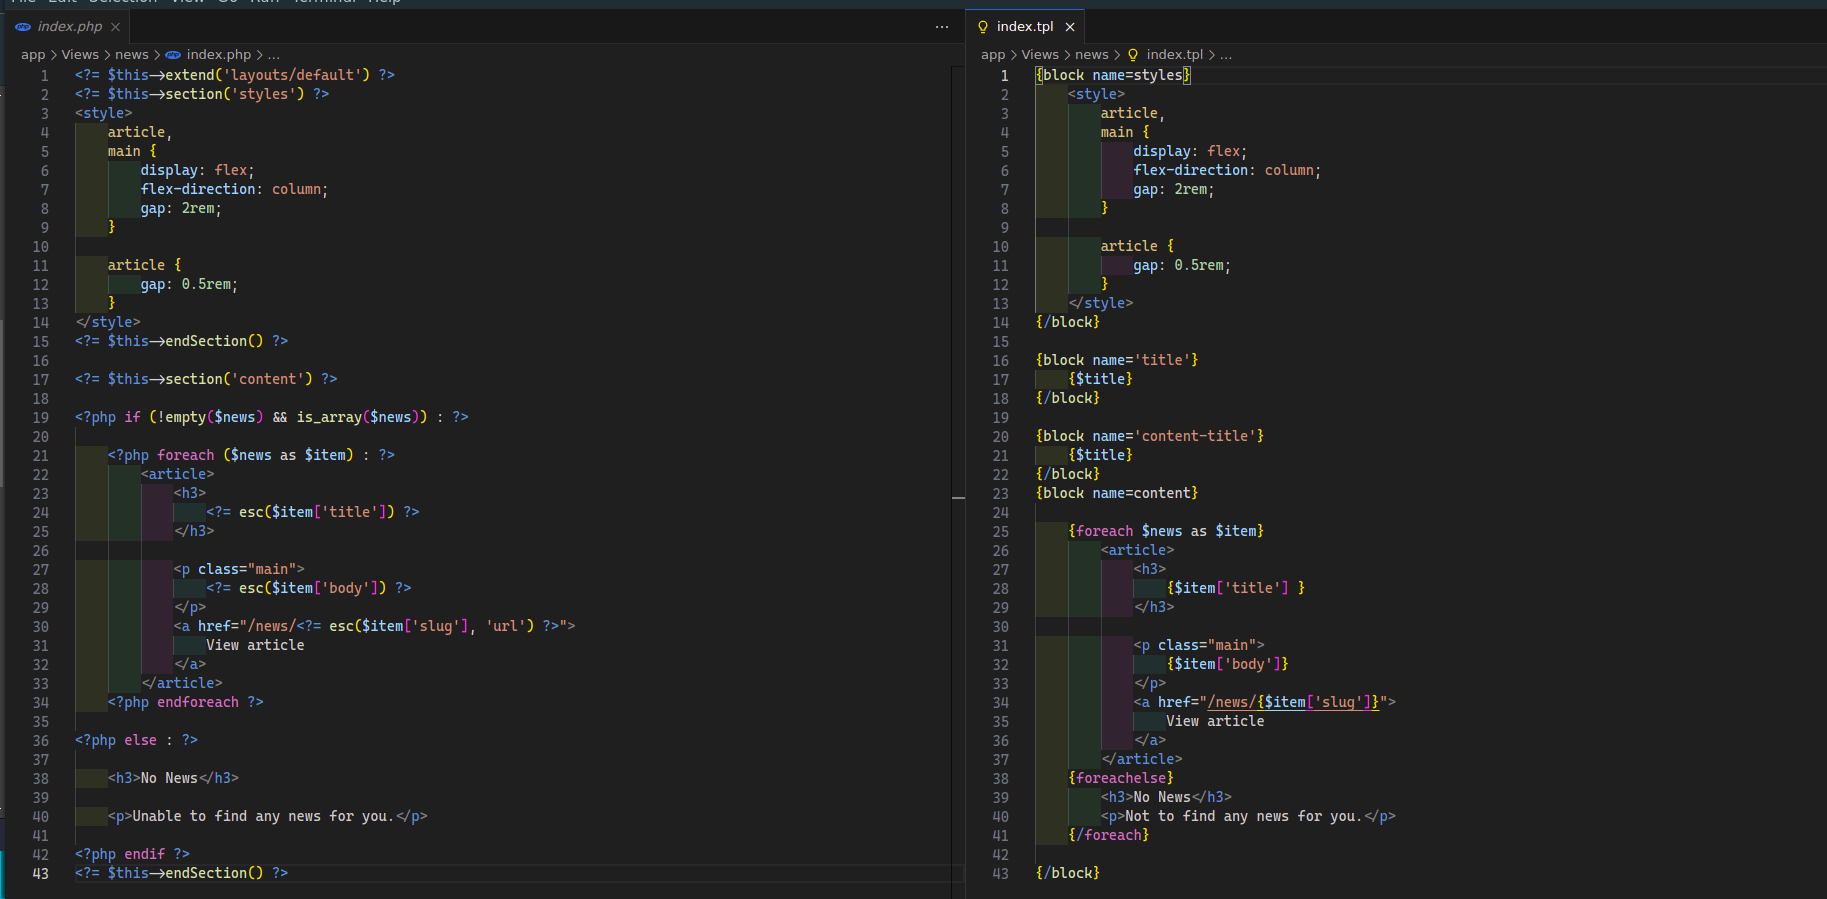 File Edit Selection View Go Run Terminal Help
index.php
app > Views > news > index.php > ...
1 <?= $this->extend('layouts/default') ?>
2 <?= $this->section('styles') ?>
3 <style>
4 article,
5 main {
6 display: flex;
7 flex-direction: column;
8 gap: 2rem;
9 }
10
11 article {
12 gap: 0.5rem;
13 }
14 </style>
15 <?= $this->endSection() ?>
16
17 <?= $this->section('content') ?>
18
19 <?php if (!empty($news) && is_array($news)) : ?>
20
21 <?php foreach ($news as $item) : ?>
22 <article>
23 <h3>
24 <?= esc($item['title']) ?>
25 </h3>
26
27 <p class="main">
28 <?= esc($item['body']) ?>
29 </p>
30 <a href="/news/<?= esc($item['slug'], 'url') ?>">
31 View article
32 </a>
33 </article>
34 <?php endforeach ?>
35
36 <?php else : ?>
37
38 <h3>No News</h3>
39
40 <p>Unable to find any news for you.</p>
41
42 <?php endif ?>
43 <?= $this->endSection() ?>
index.tpl
app > Views > news > index.tpl > ...
1 {block name=styles}
2 <style>
3 article,
4 main {
5 display: flex;
6 flex-direction: column;
7 gap: 2rem;
8 }
9
10 article {
11 gap: 0.5rem;
12 }
13 </style>
14 {/block}
15
16 {block name='title'}
17 {$title}
18 {/block}
19
20 {block name='content-title'}
21 {$title}
22 {/block}
23 {block name=content}
24
25 {foreach $news as $item}
26 <article>
27 <h3>
28 {$item['title'] }
29 </h3>
30
31 <p class="main">
32 {$item['body']}
33 </p>
34 <a href="/news/{$item['slug']}">
35 View article
36 </a>
37 </article>
38 {foreachelse}
39 <h3>No News</h3>
40 <p>Not to find any news for you.</p>
41 {/foreach}
42
43 {/block}